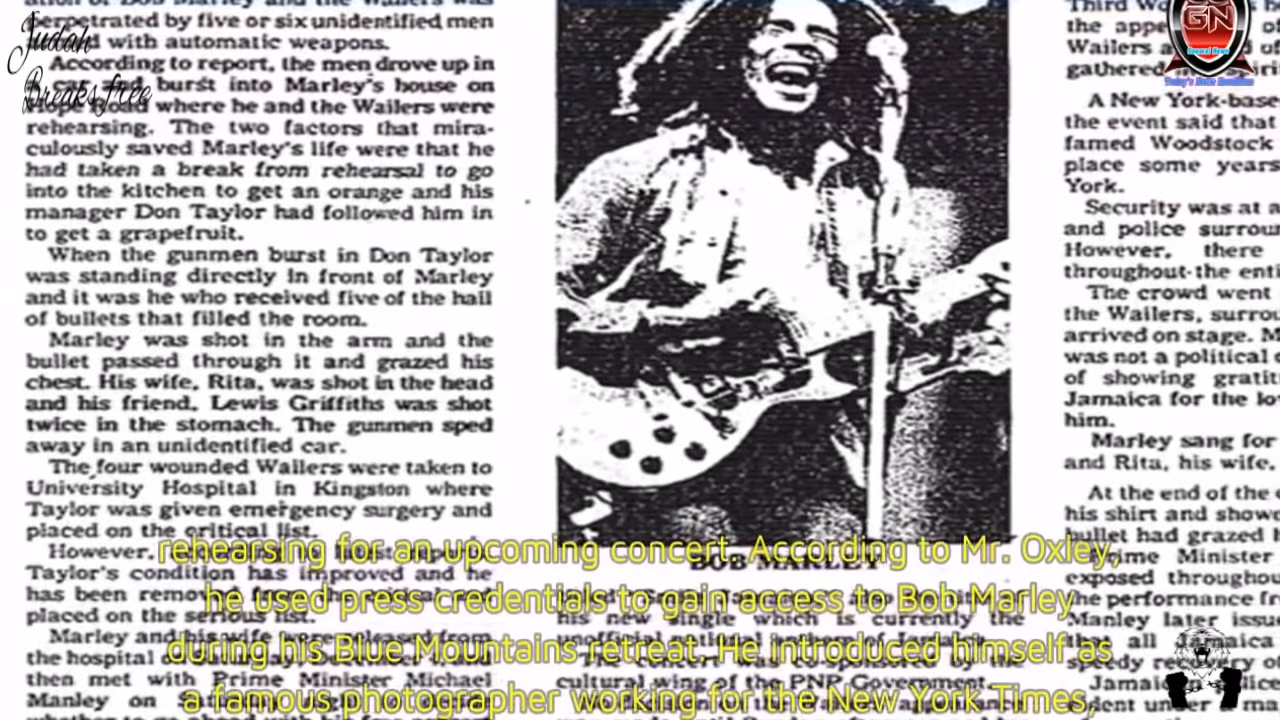 ation of Bob Marley and the Wailers was
perpetrated by five or six unidentified men
with automatic weapons.
According to report, the men drove up in
car and burst into Marley's house on
where he and the Wailers were
rehearsing. The two factors that mira-
culously saved Marley's life were that he
had taken a break from rehearsal to go
into the kitchen to get an orange and his
manager Don Taylor had followed him in
to get a grapefruit.
When the gunmen burst in Don Taylor
was standing directly in front of Marley
and it was he who received five of the hail
of bullets that filled the room.
Marley was shot in the arm and the
bullet passed through it and grazed his
chest. His wife, Rita, was shot in the head
and his friend, Lewis Griffiths was shot
twice in the stomach. The gunmen sped
away in an unidentified car.
The four wounded Wailers were taken to
University Hospital in Kingston where
Taylor was given emergency surgery and
placed on the critical list.
However,
Taylor's condition has improved and he
has been
placed on the serious list.
Marley and his wife were released from
the hospital
then met with Prime Minister Michael
Manley on
BOB MARLEY
his new single which is currently the
cultural wing of the PNP Government.
Third
the
Wailers
gathered
A New York-base
the event said that
famed Woodstock
place some years
York.
Security was at a
and police surrou
However, there
throughout the enti
The crowd went
the Wailers, surrou
arrived on stage. M
was not a political
of showing gratit
Jamaica for the lo
him.
Marley sang for
and Rita, his wife.
At the end of the
his shirt and showe
bullet had grazed
Prime Minister
exposed throughou
the performance fr
Manley later issue
that all Jamaica
speedy recovery of
Judah
Breaks free
GN
General News
rehearsing for an upcoming concert. According to Mr. Oxley,
he used press credentials to gain access to Bob Marley
during his Blue Mountains retreat. He introduced himself as
a famous photographer working for the New York Times,